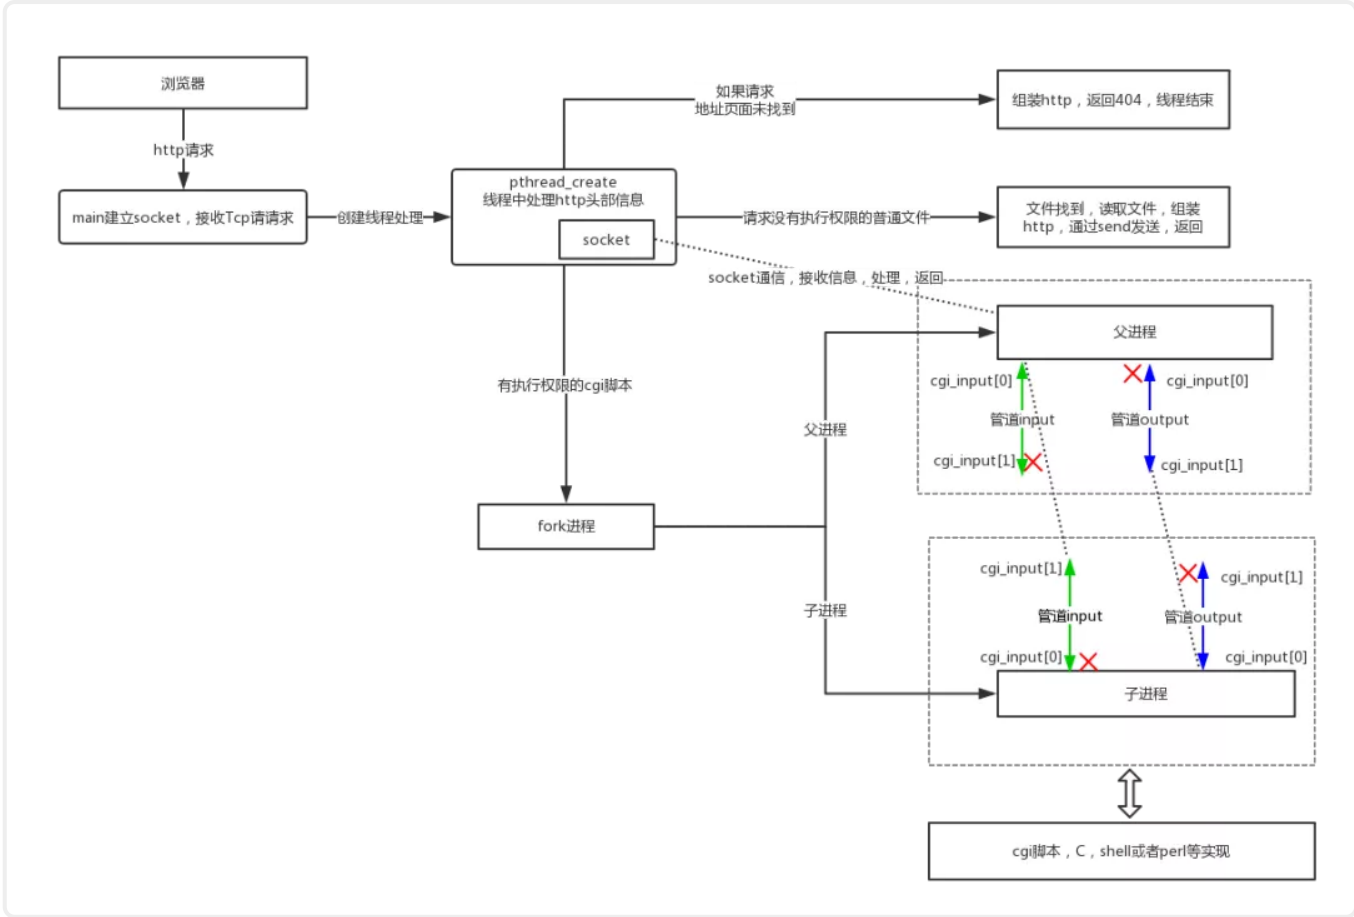 浏览器
http请求
main建立socket，接收Tcp请请求
创建线程处理
pthread_create
线程中处理http头部信息
socket
如果请求
地址页面未找到
组装http，返回404，线程结束
请求没有执行权限的普通文件
文件找到，读取文件，组装
http，通过send发送，返回
socket通信，接收信息，处理，返回
有执行权限的cgi脚本
fork进程
父进程
子进程
父进程
cgi_input[0]
cgi_input[0]
管道input
管道output
cgi_input[1]
cgi_input[1]
cgi_input[1]
cgi_input[1]
管道input
管道output
cgi_input[0]
cgi_input[0]
子进程
cgi脚本，C，shell或者perl等实现